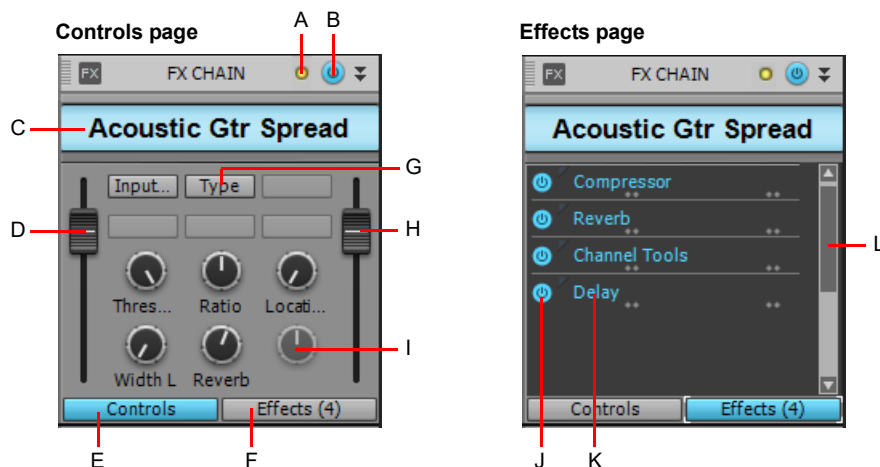 Controls page
A B
FX FX CHAIN
C
Acoustic Gtr Spread
G
Input... Type
D
H
Thres... Ratio Locati...
I
Width L Reverb
Controls Effects (4)
E F
Effects page
FX FX CHAIN
Acoustic Gtr Spread
Compressor
Reverb
L
Channel Tools
Delay
Controls Effects (4)
J K